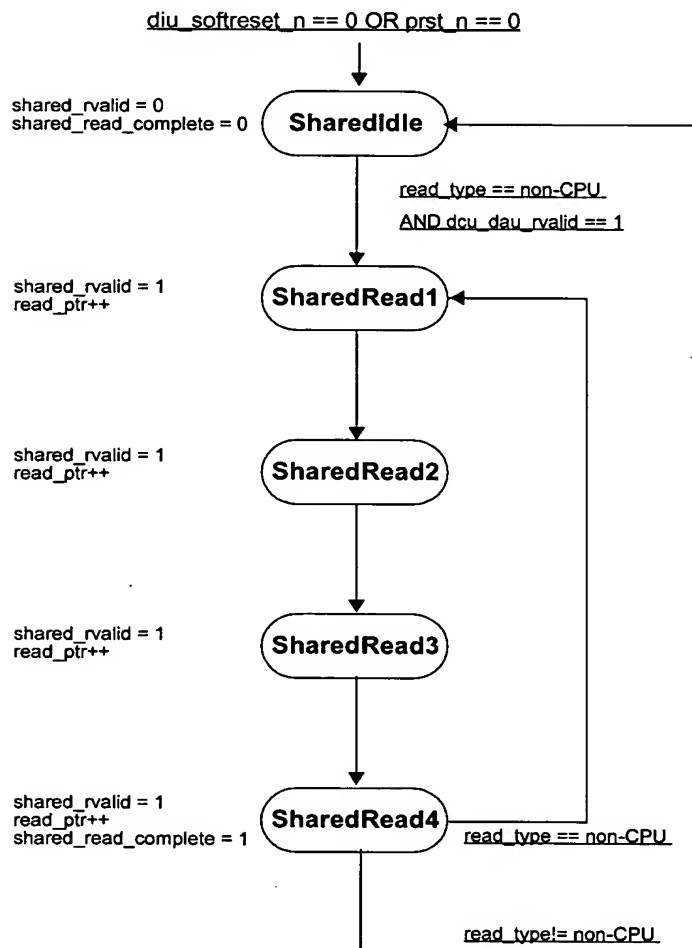 diu_softreset_n == 0 OR prst_n == 0
shared_rvalid = 0
shared_read_complete = 0
SharedIdle
read_type == non-CPU
AND dcu_dau_rvalid == 1
shared_rvalid = 1
read_ptr++
SharedRead1
shared_rvalid = 1
read_ptr++
SharedRead2
shared_rvalid = 1
read_ptr++
SharedRead3
shared_rvalid = 1
read_ptr++
shared_read_complete = 1
SharedRead4
read_type == non-CPU
read_type!= non-CPU